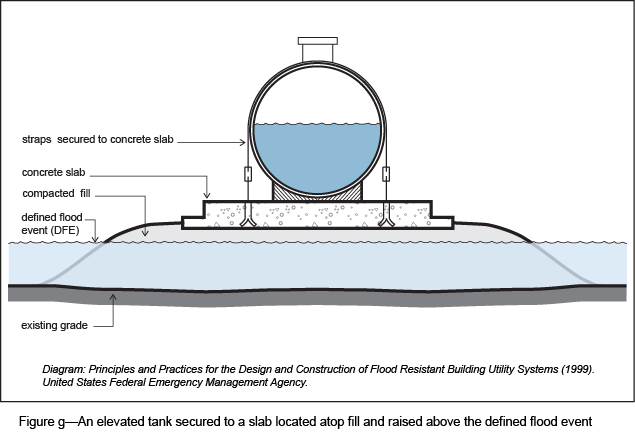 straps secured to concrete slab
concrete slab
compacted fill
defined flood
event (DFE)
existing grade
Diagram: Principles and Practices for the Design and Construction of Flood Resistant Building Utility Systems (1999).
United States Federal Emergency Management Agency.
Figure g—An elevated tank secured to a slab located atop fill and raised above the defined flood event